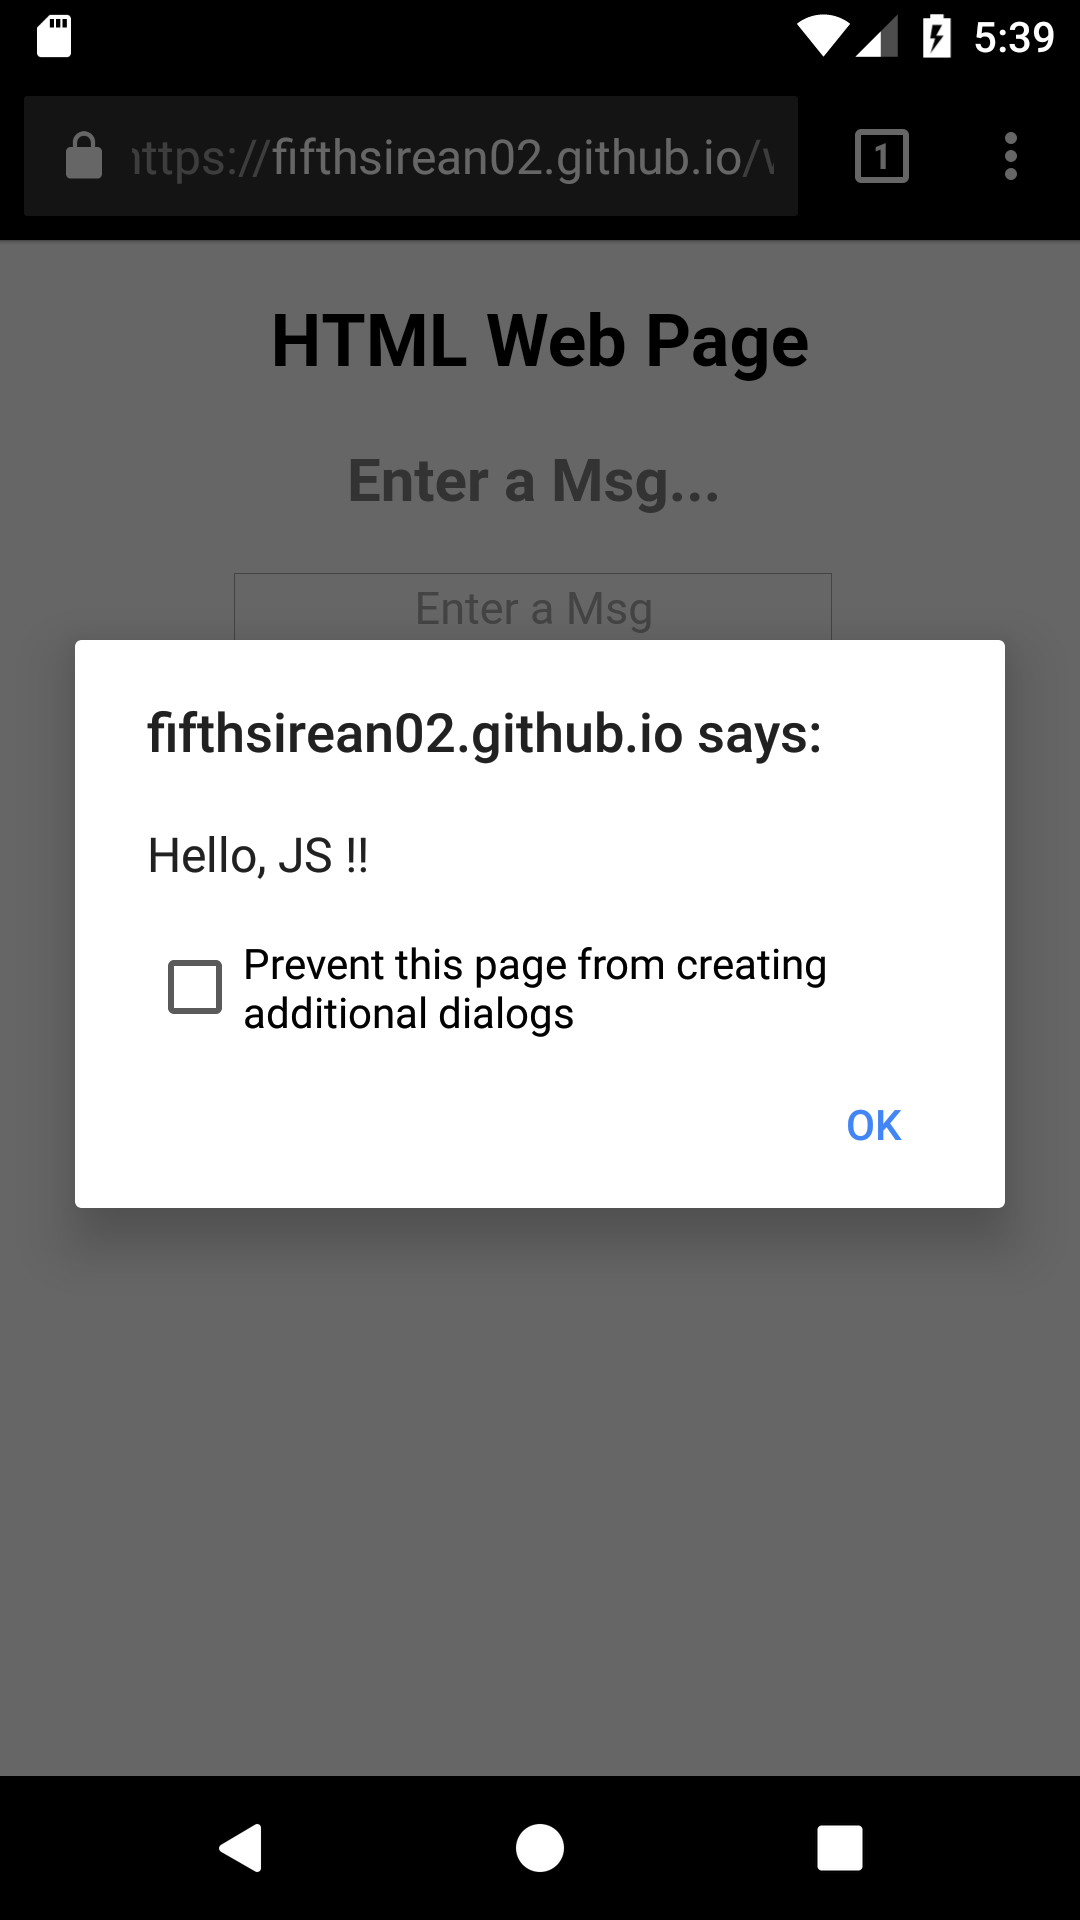 5:39
https://fifthsirean02.github.io/
1
HTML Web Page
Enter a Msg...
Enter a Msg
fifthsirean02.github.io says:
Hello, JS !!
Prevent this page from creating
additional dialogs
OK